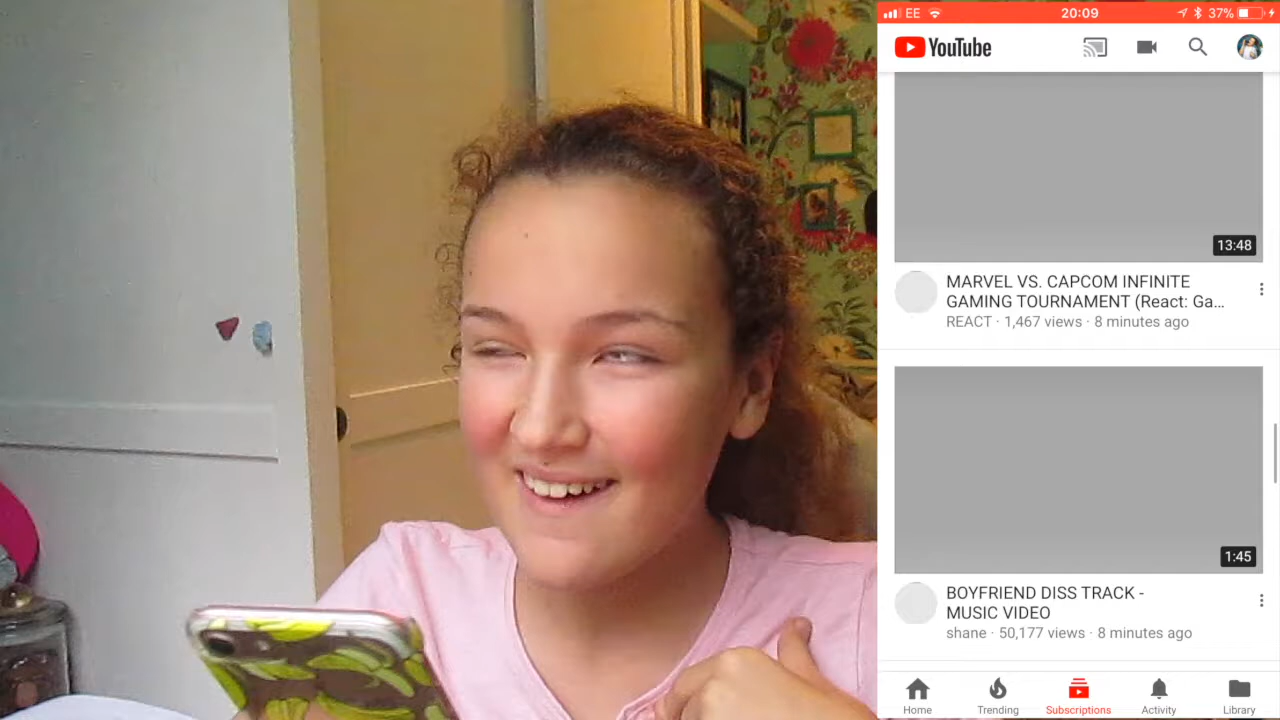 EE 20:09 37%
YouTube
13:48
MARVEL VS. CAPCOM INFINITE
GAMING TOURNAMENT (React: Ga...
REACT · 1,467 views · 8 minutes ago
1:45
BOYFRIEND DISS TRACK -
MUSIC VIDEO
shane · 50,177 views · 8 minutes ago
Home Trending Subscriptions Activity Library